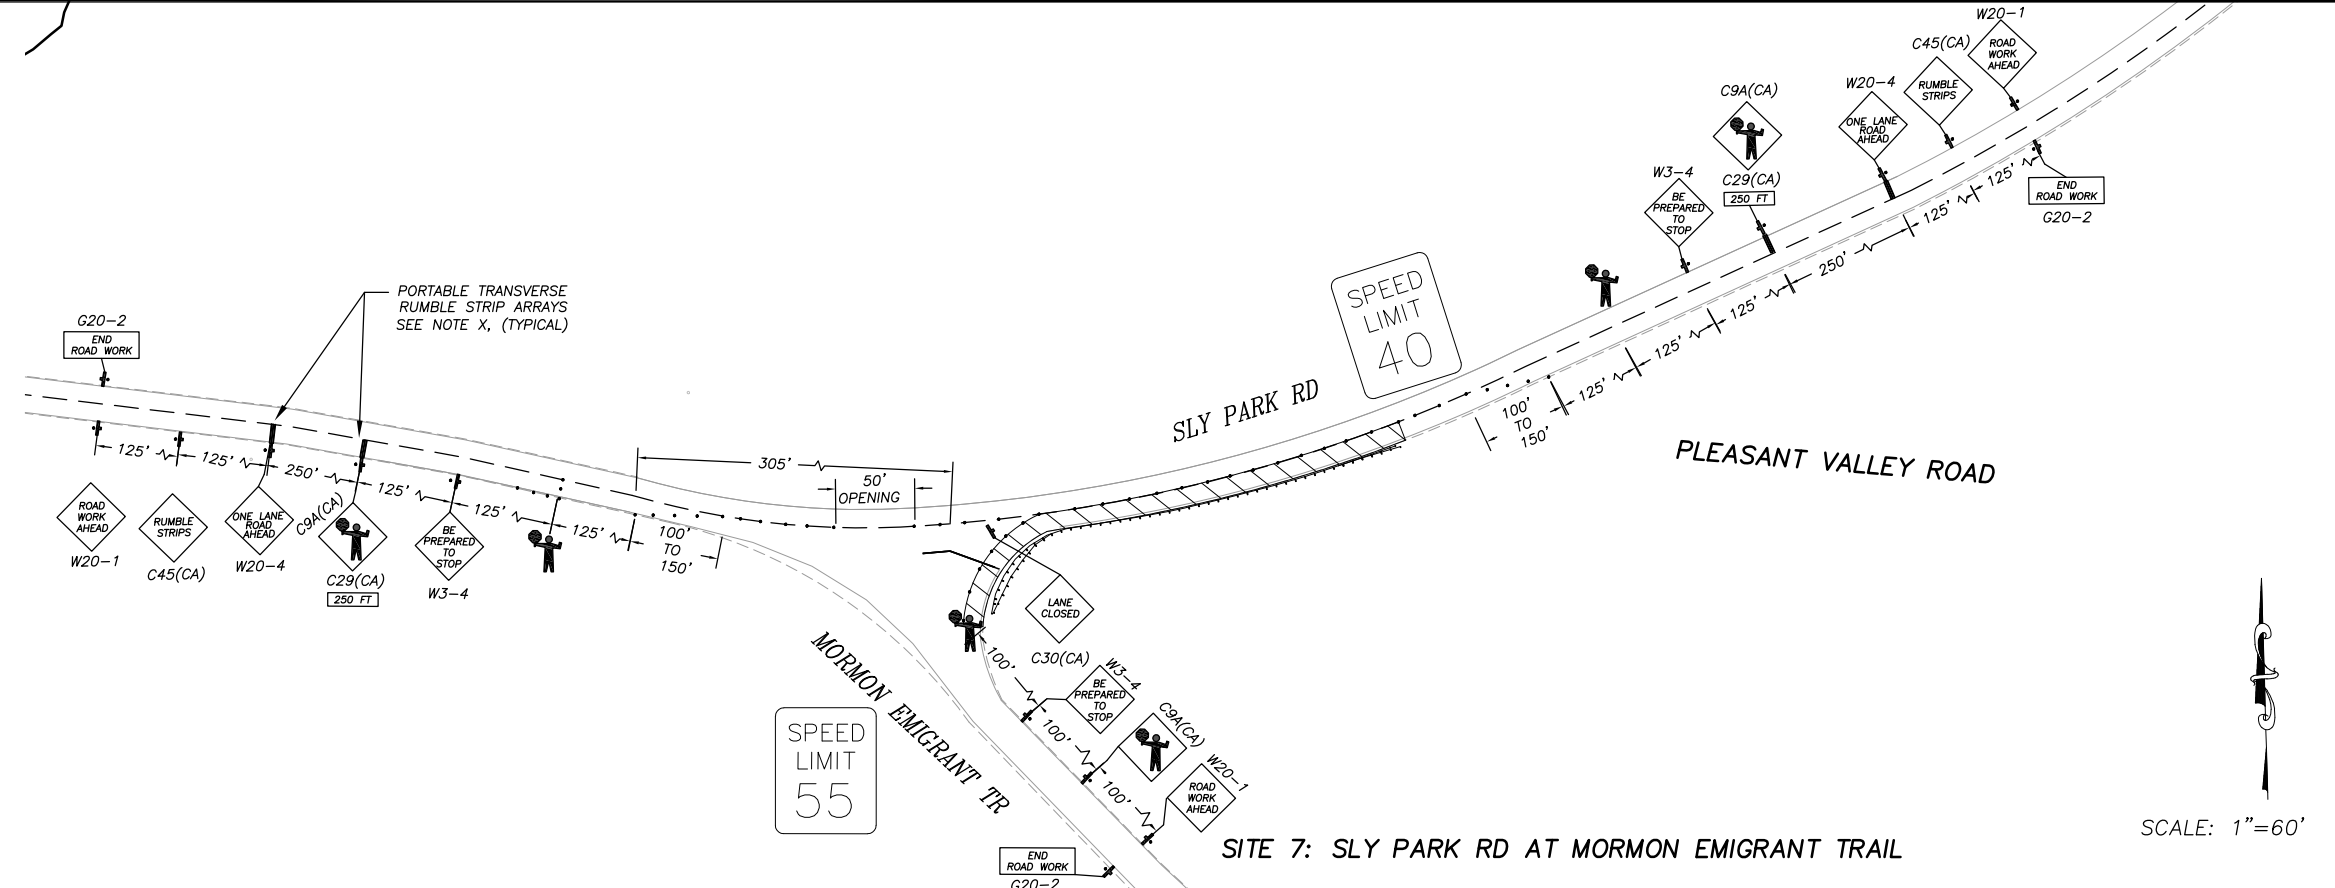 W20-1
C45(CA)
ROAD
WORK
AHEAD
W20-4
RUMBLE
STRIPS
C9A(CA)
ONE LANE
ROAD
AHEAD
W3-4
C29(CA)
250 FT
BE
PREPARED
TO
STOP
END
ROAD WORK
G20-2
125'
125'
250'
125'
125'
125'
100'
TO
150'
SPEED
LIMIT
40
SLY PARK RD
PLEASANT VALLEY ROAD
PORTABLE TRANSVERSE
RUMBLE STRIP ARRAYS
SEE NOTE X, (TYPICAL)
G20-2
END
ROAD WORK
125'
125'
250'
125'
125'
125'
100'
TO
150'
305'
50'
OPENING
ROAD
WORK
AHEAD
W20-1
RUMBLE
STRIPS
C45(CA)
ONE LANE
ROAD
AHEAD
W20-4
C9A(CA)
C29(CA)
250 FT
BE
PREPARED
TO
STOP
W3-4
LANE
CLOSED
C30(CA)
100'
W3-4
BE
PREPARED
TO
STOP
100'
C9A(CA)
100'
W20-1
ROAD
WORK
AHEAD
MORMON EMIGRANT TR
SPEED
LIMIT
55
END
ROAD WORK
G20-2
SITE 7: SLY PARK RD AT MORMON EMIGRANT TRAIL
SCALE: 1"=60'